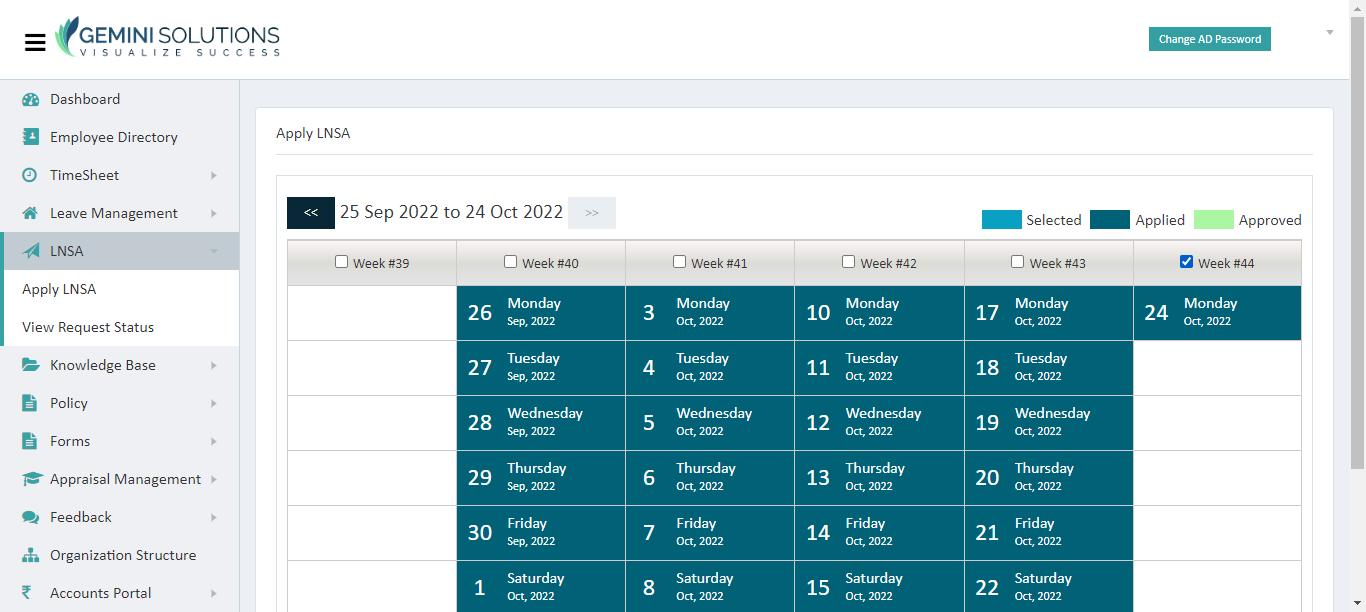 GEMINI SOLUTIONS
VISUALIZE SUCCESS
Change AD Password
Dashboard
Employee Directory
TimeSheet
Leave Management
LNSA
Apply LNSA
View Request Status
Knowledge Base
Policy
Forms
Appraisal Management
Feedback
Organization Structure
Accounts Portal
Apply LNSA
<< 25 Sep 2022 to 24 Oct 2022 >>
Selected Applied Approved
Week #39 Week #40 Week #41 Week #42 Week #43 Week #44
26 Monday Sep, 2022 3 Monday Oct, 2022 10 Monday Oct, 2022 17 Monday Oct, 2022 24 Monday Oct, 2022
27 Tuesday Sep, 2022 4 Tuesday Oct, 2022 11 Tuesday Oct, 2022 18 Tuesday Oct, 2022
28 Wednesday Sep, 2022 5 Wednesday Oct, 2022 12 Wednesday Oct, 2022 19 Wednesday Oct, 2022
29 Thursday Sep, 2022 6 Thursday Oct, 2022 13 Thursday Oct, 2022 20 Thursday Oct, 2022
30 Friday Sep, 2022 7 Friday Oct, 2022 14 Friday Oct, 2022 21 Friday Oct, 2022
1 Saturday Oct, 2022 8 Saturday Oct, 2022 15 Saturday Oct, 2022 22 Saturday Oct, 2022